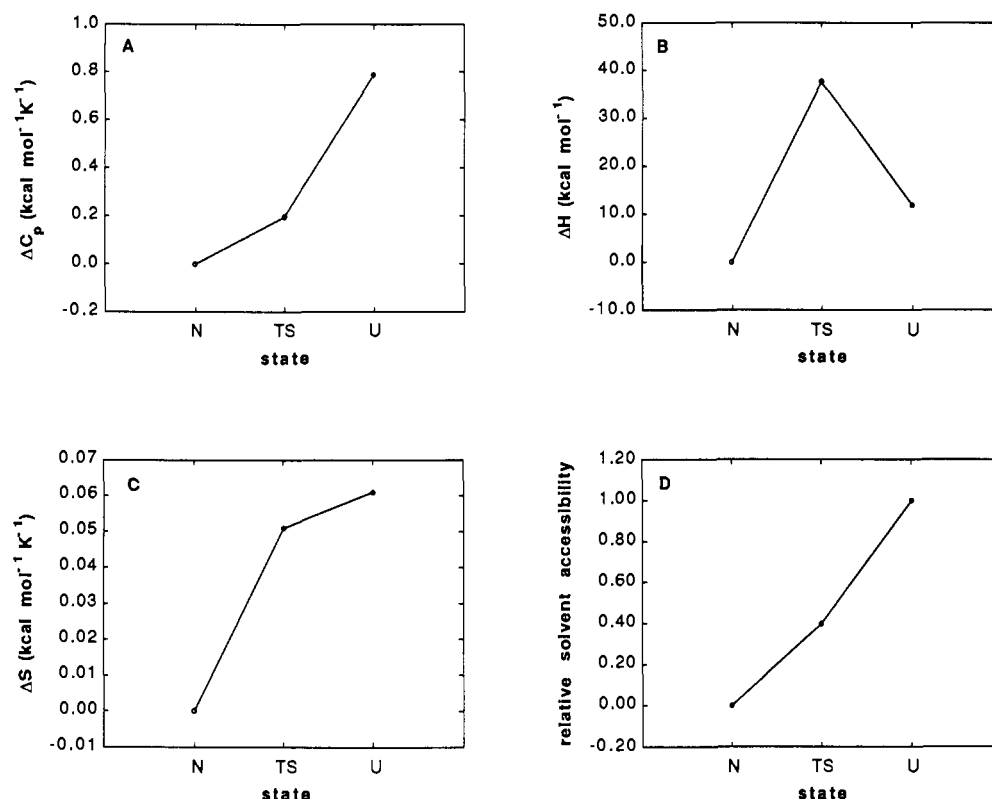 A
ΔCp (kcal mol⁻¹K⁻¹)
1.0
0.8
0.6
0.4
0.2
0.0
-0.2
N TS U
state
B
ΔH (kcal mol⁻¹)
50.0
40.0
30.0
20.0
10.0
0.0
-10.0
N TS U
state
C
ΔS (kcal mol⁻¹ K⁻¹)
0.07
0.06
0.05
0.04
0.03
0.02
0.01
0.00
-0.01
N TS U
state
D
relative solvent accessibility
1.20
1.00
0.80
0.60
0.40
0.20
0.00
-0.20
N TS U
state